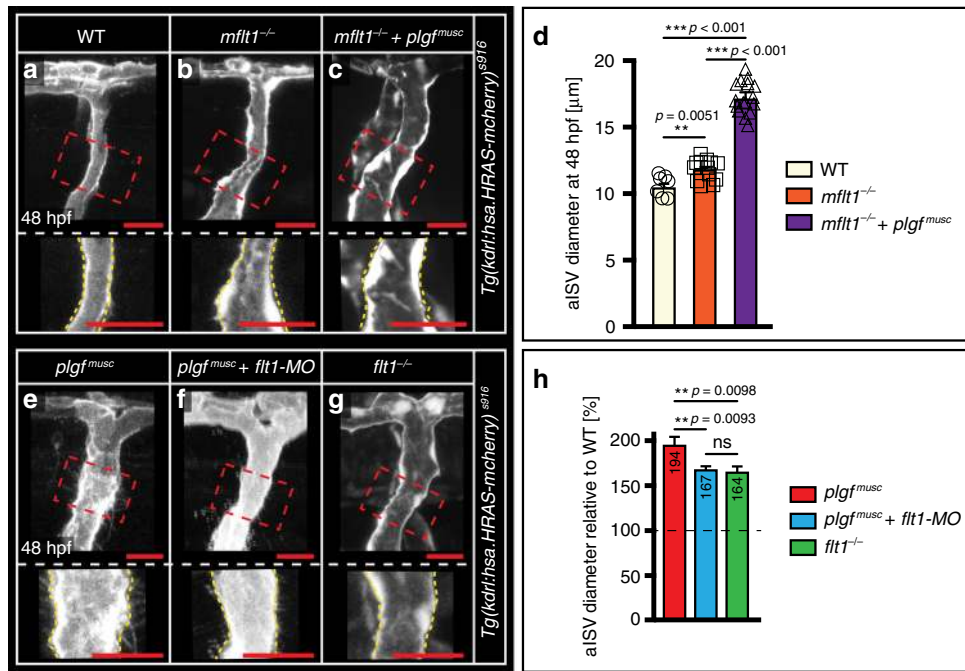 WT
mflt1–/–
mflt1–/– + plgfmusc
a
b
c
48 hpf
Tg(kdrl:hsa.HRAS-mcherry)s916
plgfmusc
plgfmusc + flt1-MO
flt1–/–
e
f
g
48 hpf
Tg(kdrl:hsa.HRAS-mcherry)s916
d
*** p < 0.001
*** p < 0.001
p = 0.0051
**
20
15
10
5
0
aISV diameter at 48 hpf [µm]
WT
mflt1–/–
mflt1–/– + plgfmusc
h
** p = 0.0098
** p = 0.0093
ns
200
150
100
50
0
194
167
164
aISV diameter relative to WT [%]
plgfmusc
plgfmusc + flt1-MO
flt1–/–